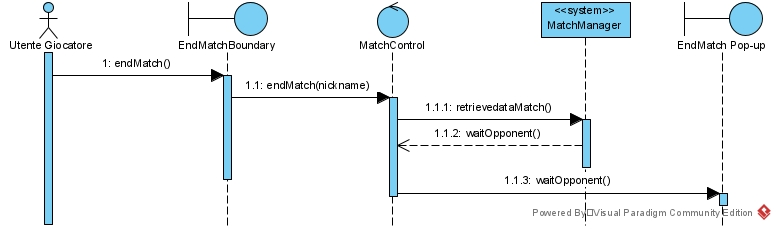 <<system>>
Utente Giocatore
EndMatchBoundary
MatchControl
MatchManager
EndMatch Pop-up
1: endMatch()
1.1: endMatch(nickname)
1.1.1: retrievedataMatch()
1.1.2: waitOpponent()
1.1.3: waitOpponent()
Powered By Visual Paradigm Community Edition